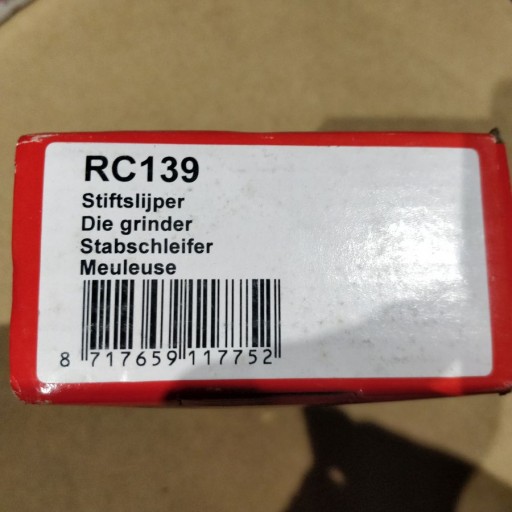 RC139
Stiftslijper
Die grinder
Stabschleifer
Meuleuse
8 717659 117752